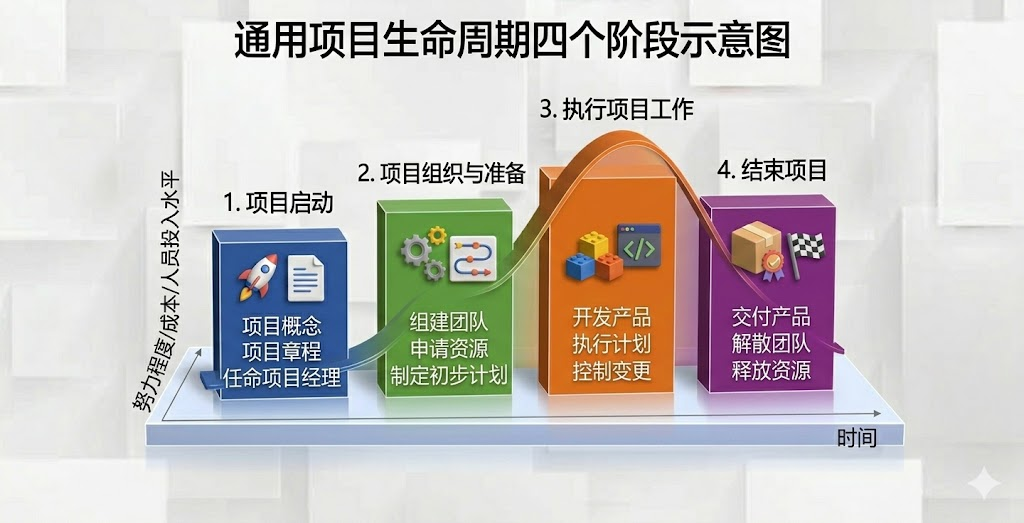 通用项目生命周期四个阶段示意图
1. 项目启动
项目概念
项目章程
任命项目经理
2. 项目组织与准备
组建团队
申请资源
制定初步计划
3. 执行项目工作
</>
开发产品
执行计划
控制变更
4. 结束项目
交付产品
解散团队
释放资源
努力程度/成本/人员投入水平
时间